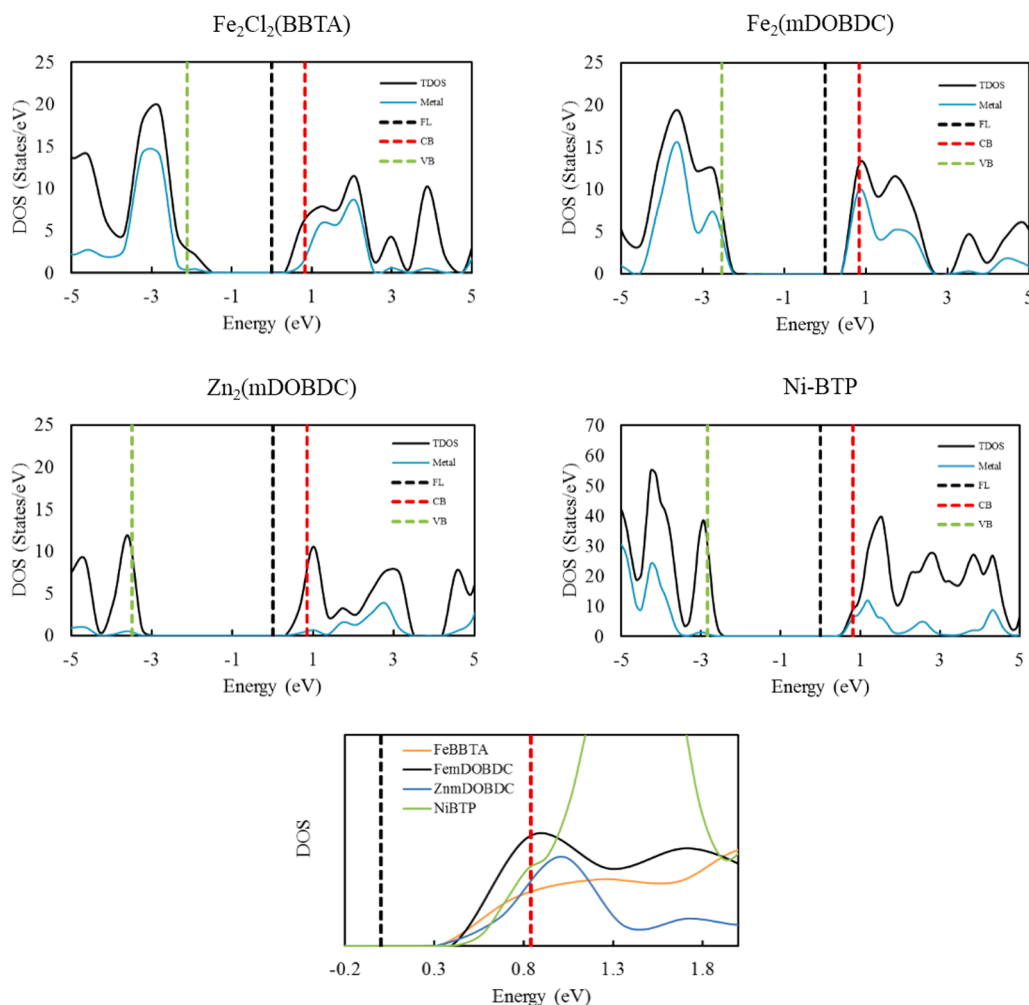 Fe₂Cl₂(BBTA)
DOS (States/eV)
25
20
15
10
5
0
TDOS
Metal
FL
CB
VB
-5 -3 -1 1 3 5
Energy (eV)
Fe₂(mDOBDC)
DOS (States/eV)
25
20
15
10
5
0
TDOS
Metal
FL
CB
VB
-5 -3 -1 1 3 5
Energy (eV)
Zn₂(mDOBDC)
DOS (States/eV)
25
20
15
10
5
0
TDOS
Metal
FL
CB
VB
-5 -3 -1 1 3 5
Energy (eV)
Ni-BTP
DOS (States/eV)
70
60
50
40
30
20
10
0
TDOS
Metal
FL
CB
VB
-5 -3 -1 1 3 5
Energy (eV)
DOS
FeBBTA
FemDOBDC
ZnmDOBDC
NiBTP
-0.2 0.3 0.8 1.3 1.8
Energy (eV)